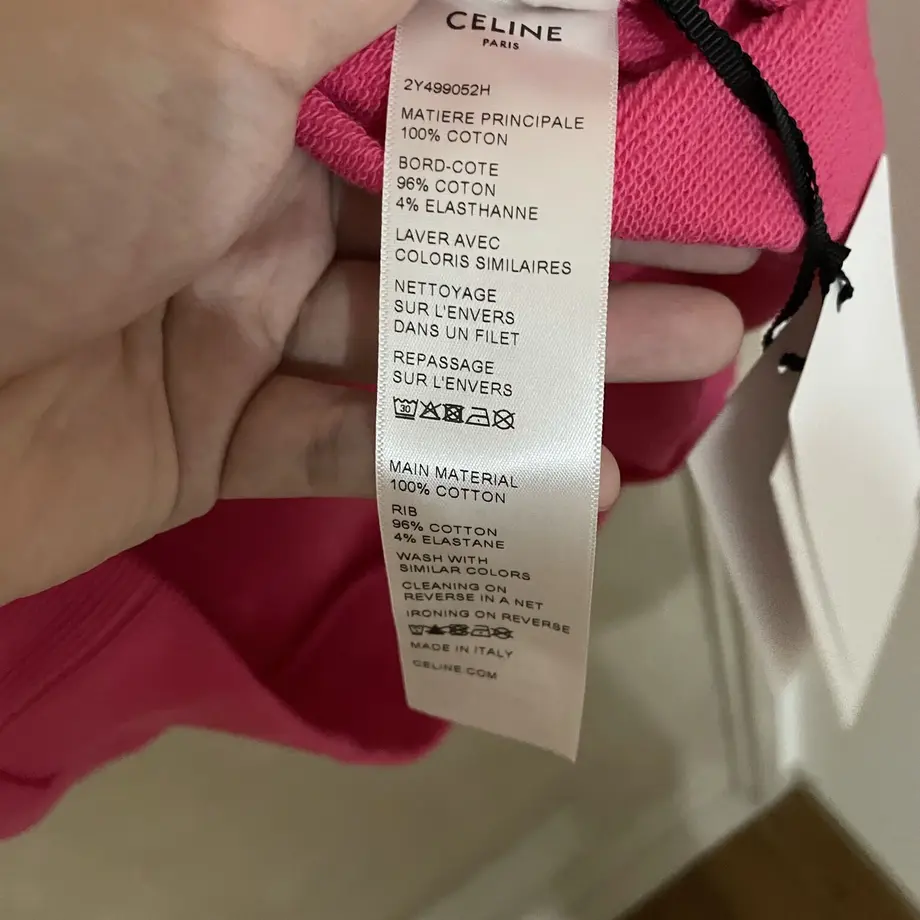 CELINE
PARIS
2Y499052H
MATIERE PRINCIPALE
100% COTON
BORD-COTE
96% COTON
4% ELASTHANNE
LAVER AVEC
COLORIS SIMILAIRES
NETTOYAGE
SUR L'ENVERS
DANS UN FILET
REPASSAGE
SUR L'ENVERS
30
MAIN MATERIAL
100% COTTON
RIB
96% COTTON
4% ELASTANE
WASH WITH
SIMILAR COLORS
CLEANING ON
REVERSE IN A NET
IRONING ON REVERSE
MADE IN ITALY
CELINE.COM